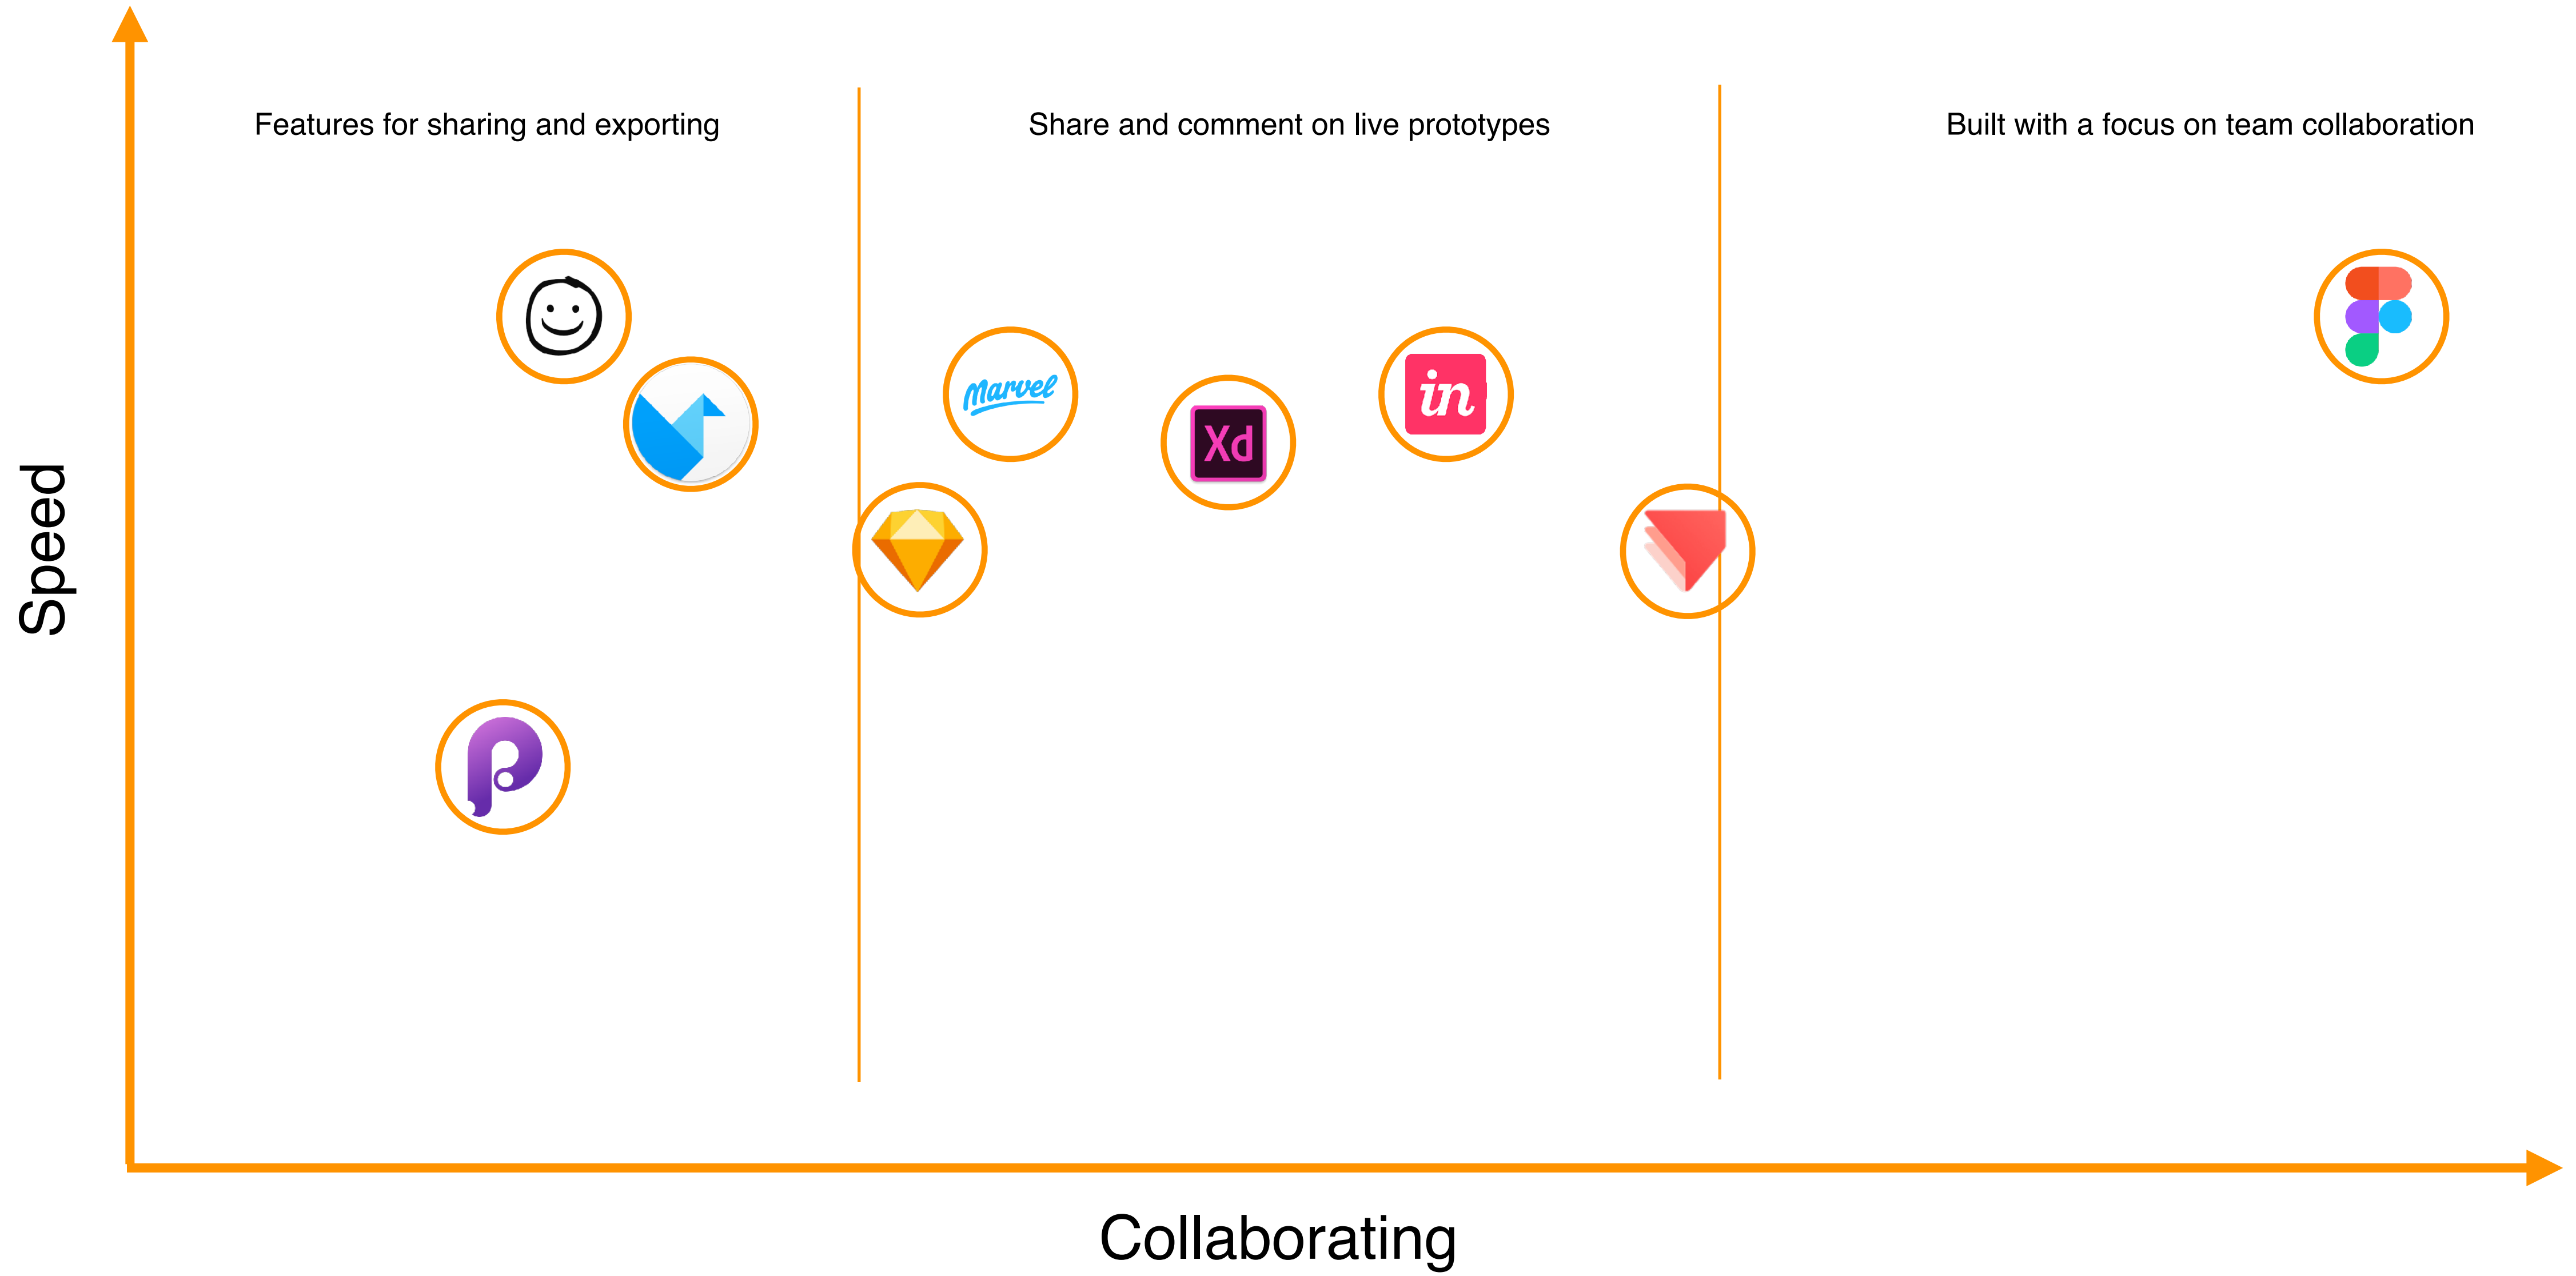 Features for sharing and exporting
Share and comment on live prototypes
Built with a focus on team collaboration
Marvel
in
Xd
Speed
Collaborating